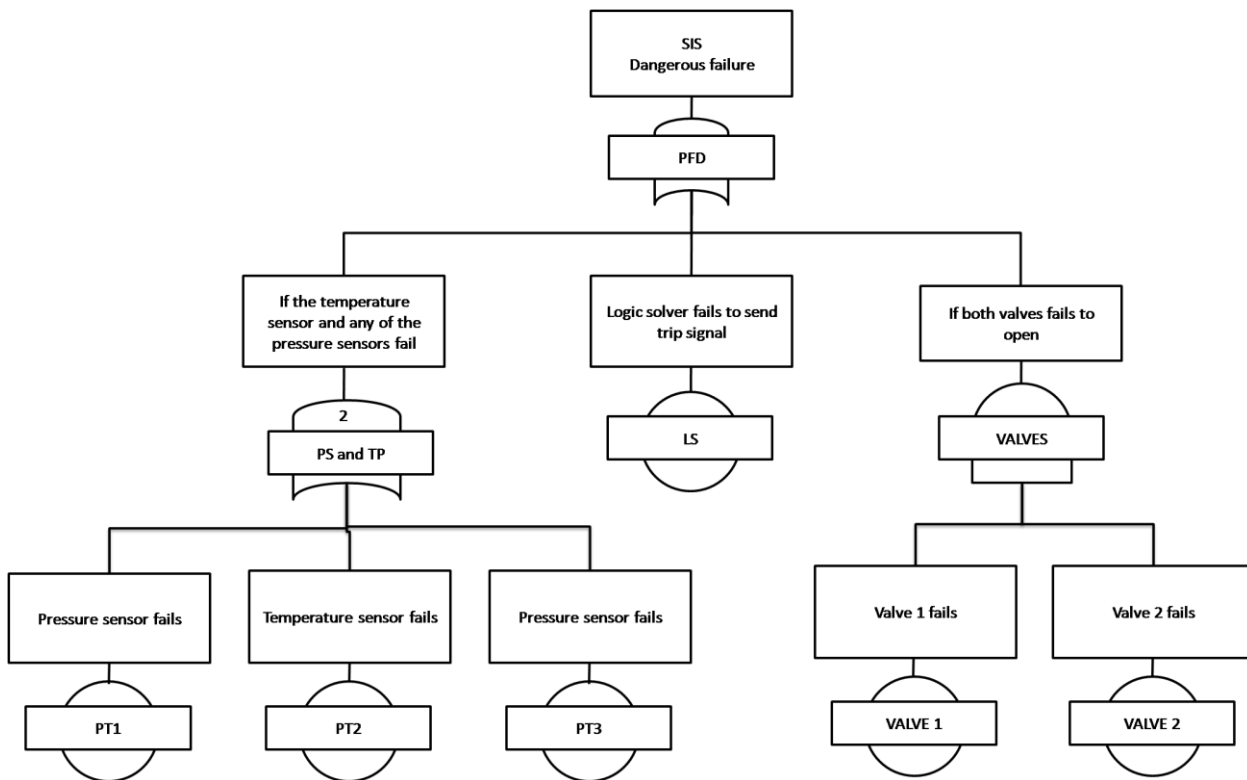 SIS
Dangerous failure
PFD
If the temperature
sensor and any of the
pressure sensors fail
Logic solver fails to send
trip signal
If both valves fails to
open
2
PS and TP
LS
VALVES
Pressure sensor fails
Temperature sensor fails
Pressure sensor fails
Valve 1 fails
Valve 2 fails
PT1
PT2
PT3
VALVE 1
VALVE 2